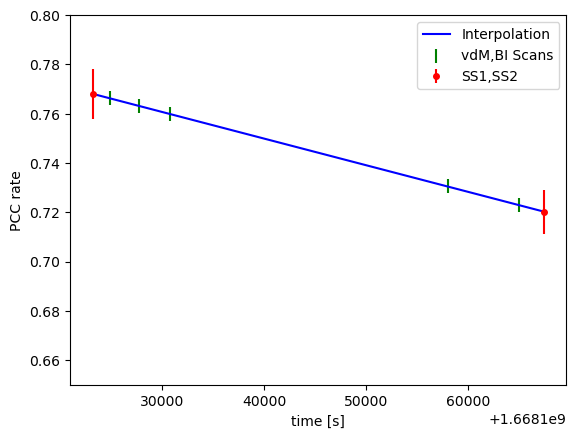 0.80
0.78
0.76
0.74
0.72
0.70
0.68
0.66
PCC rate
Interpolation
vdM,BI Scans
SS1,SS2
30000
40000
50000
60000
time [s]
+1.6681e9